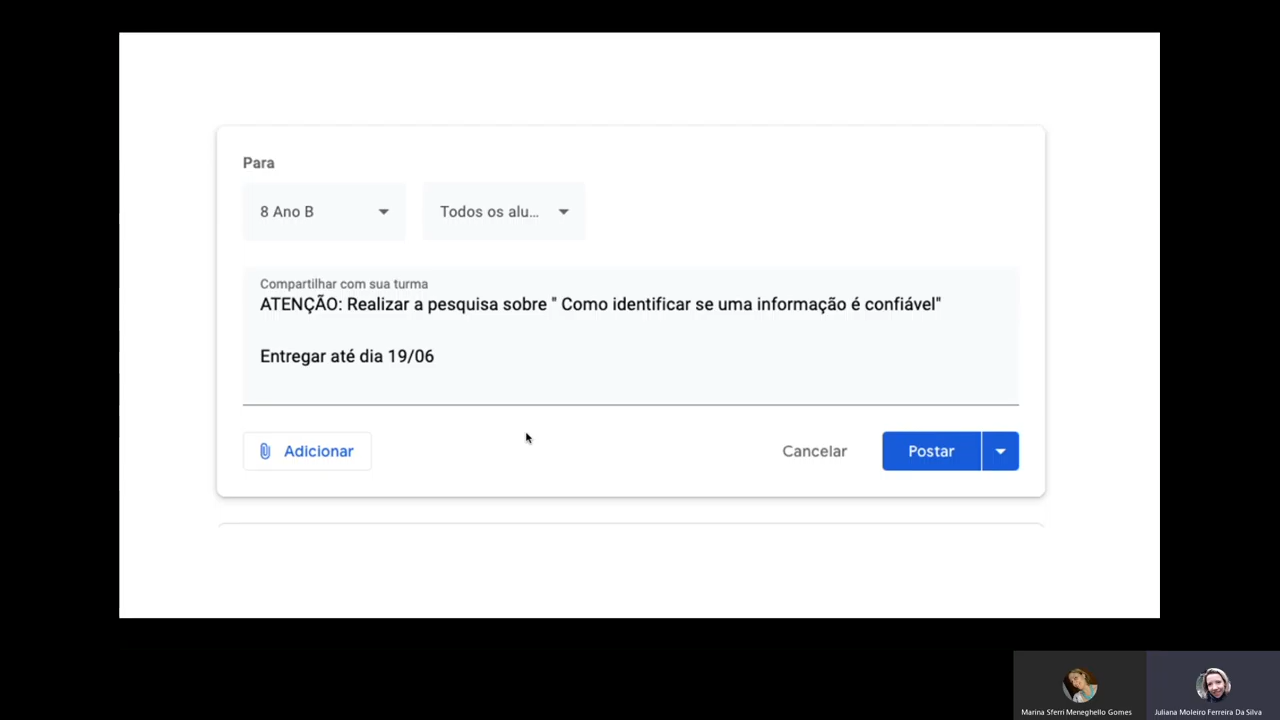 Para
8 Ano B
Todos os alu...
Compartilhar com sua turma
ATENÇÃO: Realizar a pesquisa sobre " Como identificar se uma informação é confiável"
Entregar até dia 19/06
Adicionar
Cancelar
Postar
Marina Sferri Meneghello Gomes
Juliana Moleiro Ferreira Da Silva